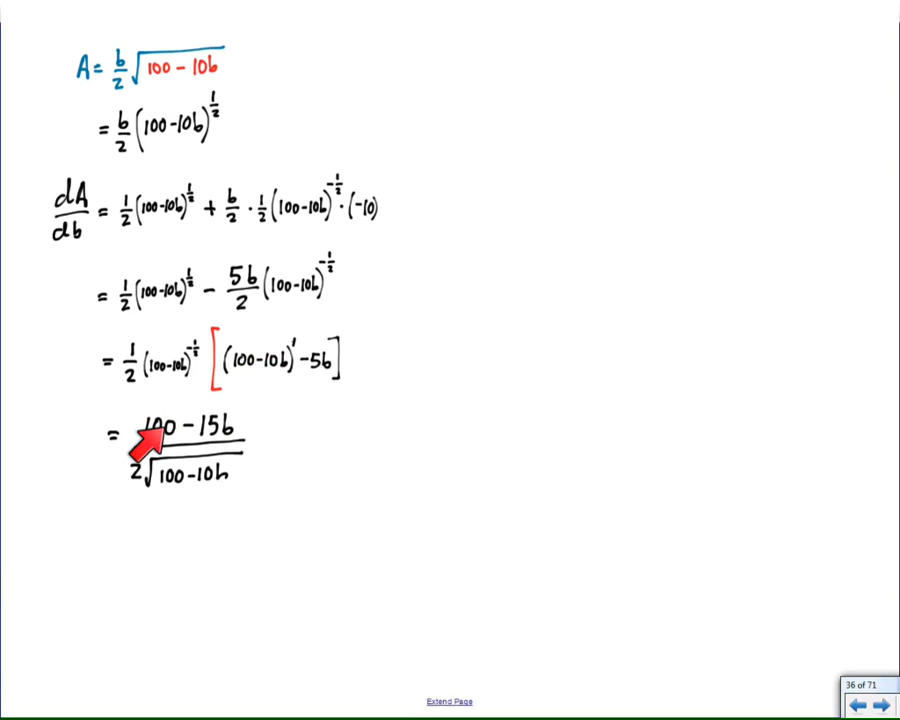 A = b/2 √(100 - 10b)
= b/2 (100-10b)^(1/2)
dA/db = 1/2 (100-10b)^(1/2) + b/2 · 1/2 (100-10b)^(-1/2) · (-10)
= 1/2 (100-10b)^(1/2) - 5b/2 (100-10b)^(-1/2)
= 1/2 (100-10b)^(-1/2) [(100-10b)^1 - 5b]
= (100 - 15b) / (2√(100-10b))
36 of 71
Extend Page